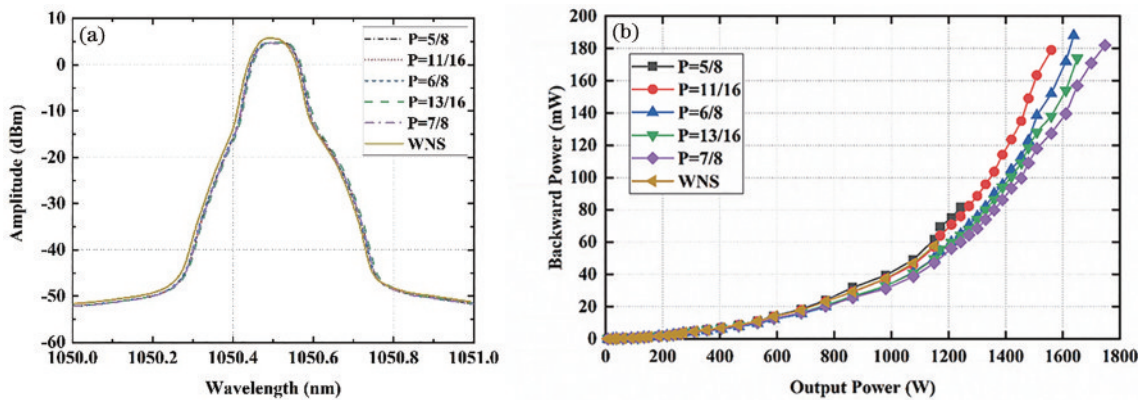 (a)
P=5/8
P=11/16
P=6/8
P=13/16
P=7/8
WNS
10
0
-10
-20
-30
-40
-50
-60
Amplitude (dBm)
1050.0 1050.2 1050.4 1050.6 1050.8 1051.0
Wavelength (nm)
(b)
P=5/8
P=11/16
P=6/8
P=13/16
P=7/8
WNS
200
180
160
140
120
100
80
60
40
20
0
Backward Power (mW)
0 200 400 600 800 1000 1200 1400 1600 1800
Output Power (W)